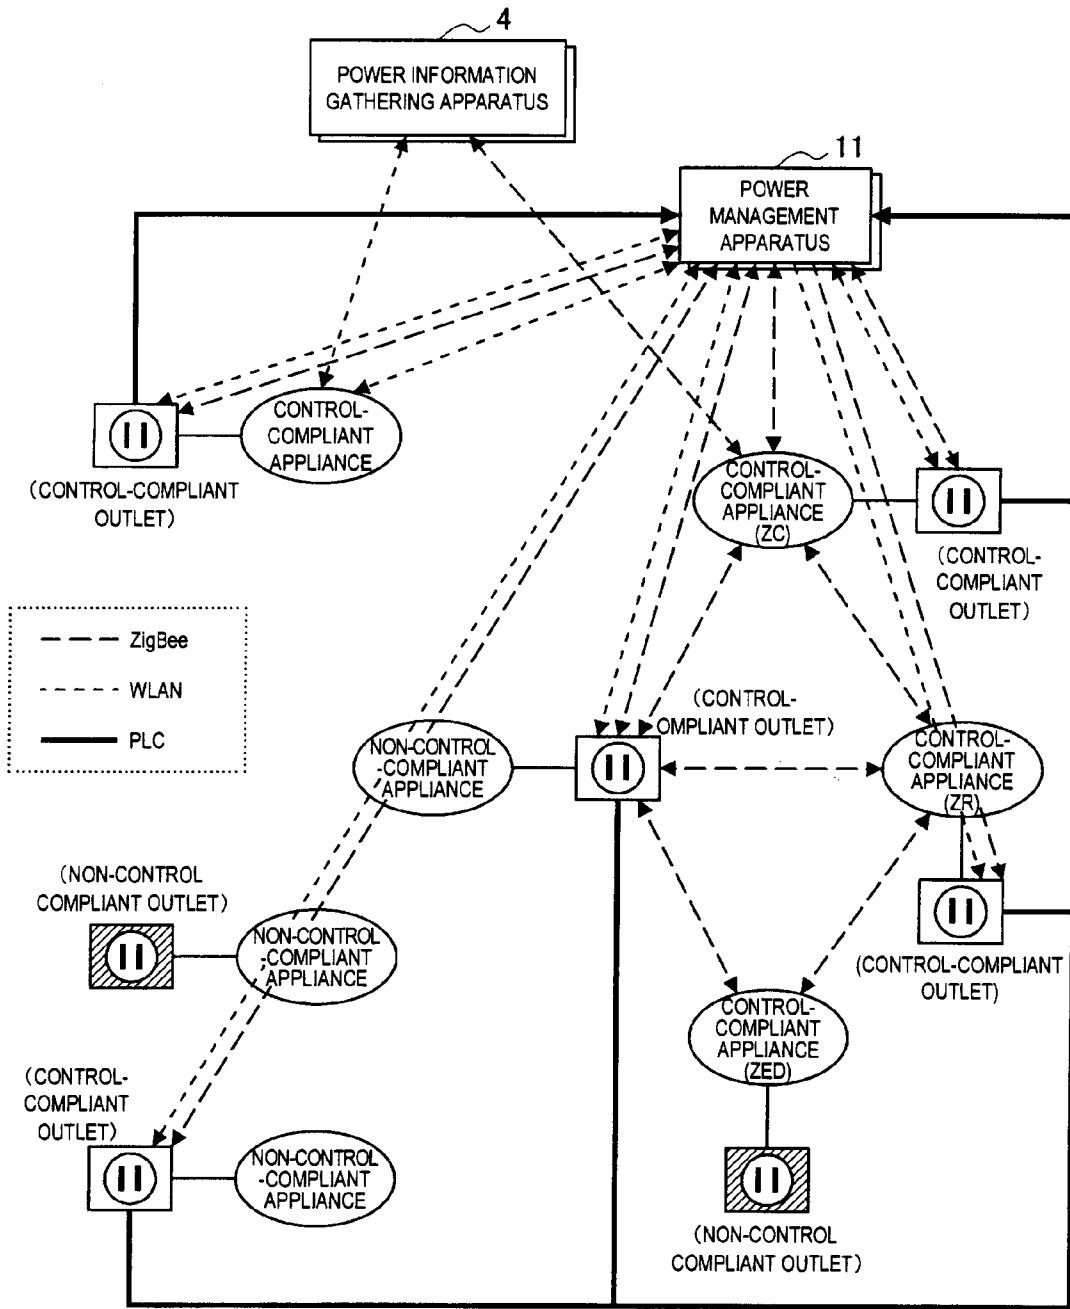 4
POWER INFORMATION
GATHERING APPARATUS
11
POWER
MANAGEMENT
APPARATUS
CONTROL-
COMPLIANT
APPLIANCE
(CONTROL-COMPLIANT
OUTLET)
CONTROL-
COMPLIANT
APPLIANCE
(ZC)
(CONTROL-
COMPLIANT
OUTLET)
ZigBee
WLAN
PLC
(CONTROL-
OMPLIANT OUTLET)
NON-CONTROL
-COMPLIANT
APPLIANCE
CONTROL-
COMPLIANT
APPLIANCE
(ZR)
(NON-CONTROL
COMPLIANT OUTLET)
NON-CONTROL
-COMPLIANT
APPLIANCE
(CONTROL-COMPLIANT
OUTLET)
CONTROL-
COMPLIANT
APPLIANCE
(ZED)
(CONTROL-
COMPLIANT
OUTLET)
NON-CONTROL
-COMPLIANT
APPLIANCE
(NON-CONTROL
COMPLIANT OUTLET)